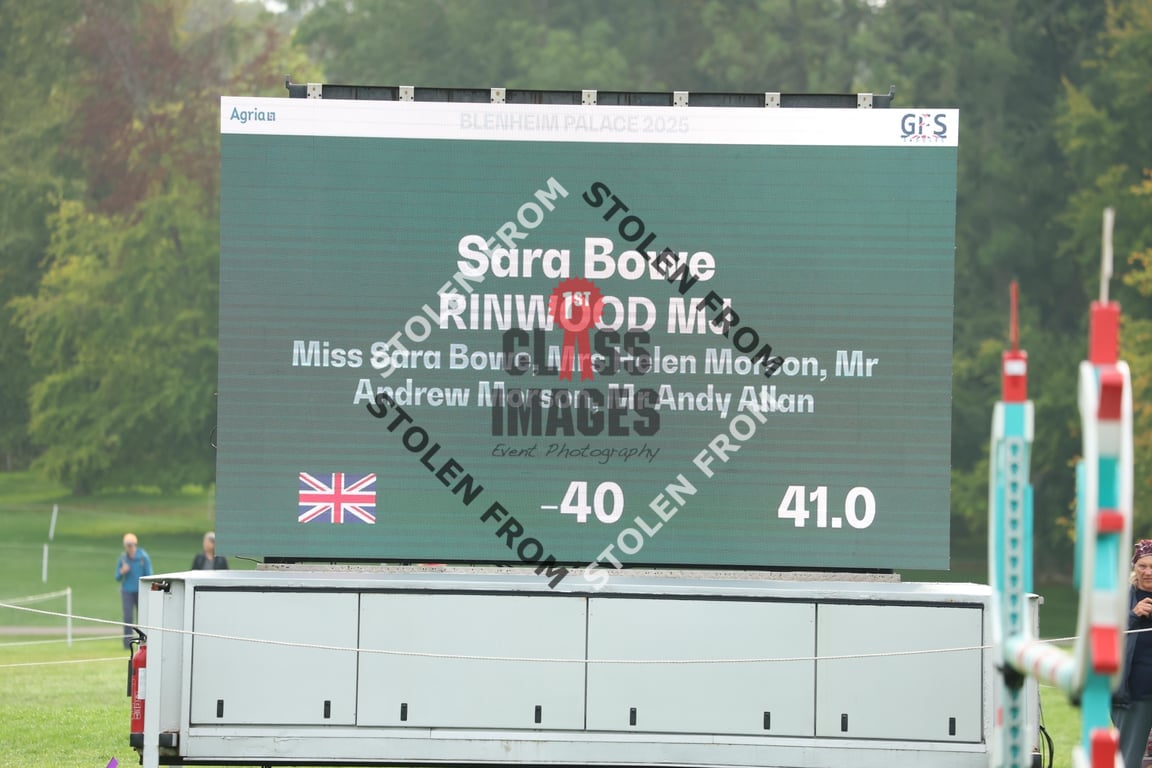 Agria
BLENHEIM PALACE 2025
GFS
Sara Bowe
RINWOOD MJ
Miss Sara Bowe, Mrs Helen Morson, Mr
Andrew Morson, Mr Andy Allan
-40
41.0
STOLEN FROM
STOLEN FROM
STOLEN FROM
STOLEN FROM
1ST
CLASS
IMAGES
Event Photography